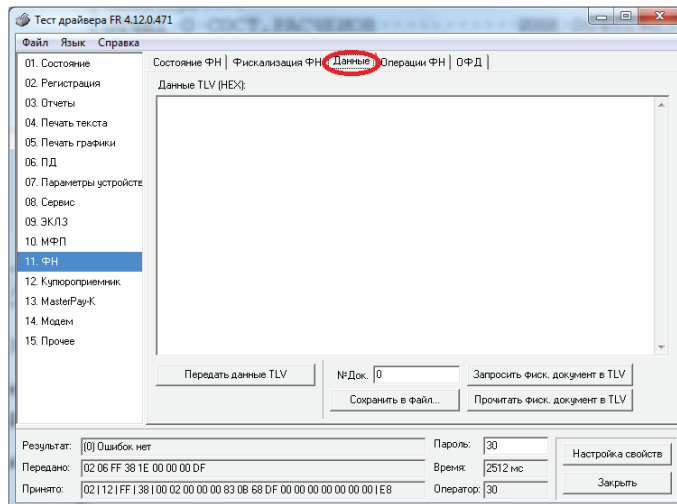 Тест драйвера FR 4.12.0.471
Файл Язык Справка
01. Состояние
02. Регистрация
03. Отчеты
04. Печать текста
05. Печать графики
06. ПД
07. Параметры устройств
08. Сервис
09. ЭКЛЗ
10. МФП
11. ФН
12. Купюроприемник
13. MasterPay-K
14. Модем
15. Прочее
Состояние ФН Фискализация ФН Данные Операции ФН ОФД
Данные TLV (HEX):
Передать данные TLV
№Док. 0
Запросить фиск. документ в TLV
Сохранить в файл...
Прочитать фиск. документ в TLV
Результат: (0) Ошибок нет
Передано: 02 06 FF 38 1E 00 00 00 DF
Принято: 02 | 12 | FF | 38 | 00 02 00 00 00 83 0B 68 DF 00 00 00 00 00 00 00 | E8
Пароль: 30
Время: 2512 мс
Оператор: 30
Настройка свойств
Закрыть